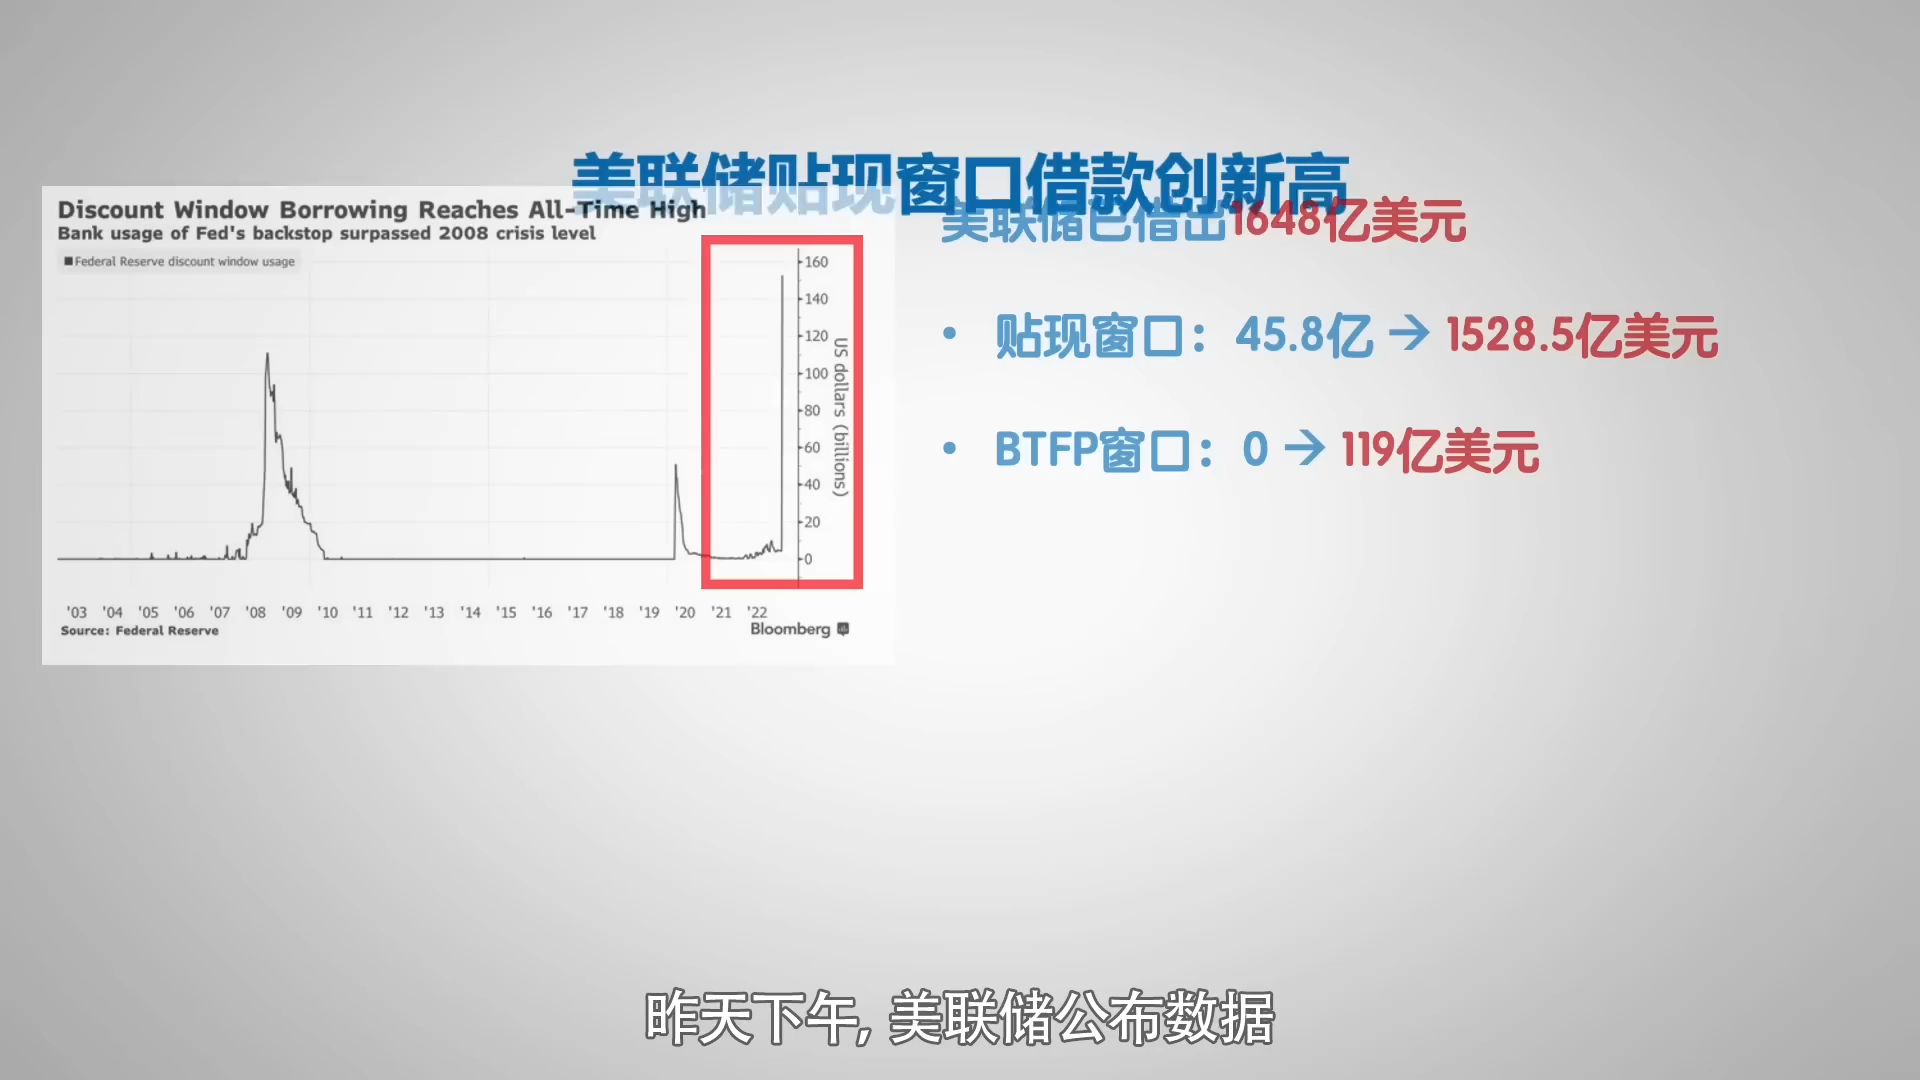 美联储贴现窗口借款创新高
Discount Window Borrowing Reaches All-Time High
Bank usage of Fed's backstop surpassed 2008 crisis level
Federal Reserve discount window usage
160
140
120
100
80
60
40
20
0
US dollars (billions)
'03 '04 '05 '06 '07 '08 '09 '10 '11 '12 '13 '14 '15 '16 '17 '18 '19 '20 '21 '22
Source: Federal Reserve
Bloomberg
美联储已借出1648亿美元
• 贴现窗口：45.8亿 → 1528.5亿美元
• BTFP窗口：0 → 119亿美元
昨天下午, 美联储公布数据